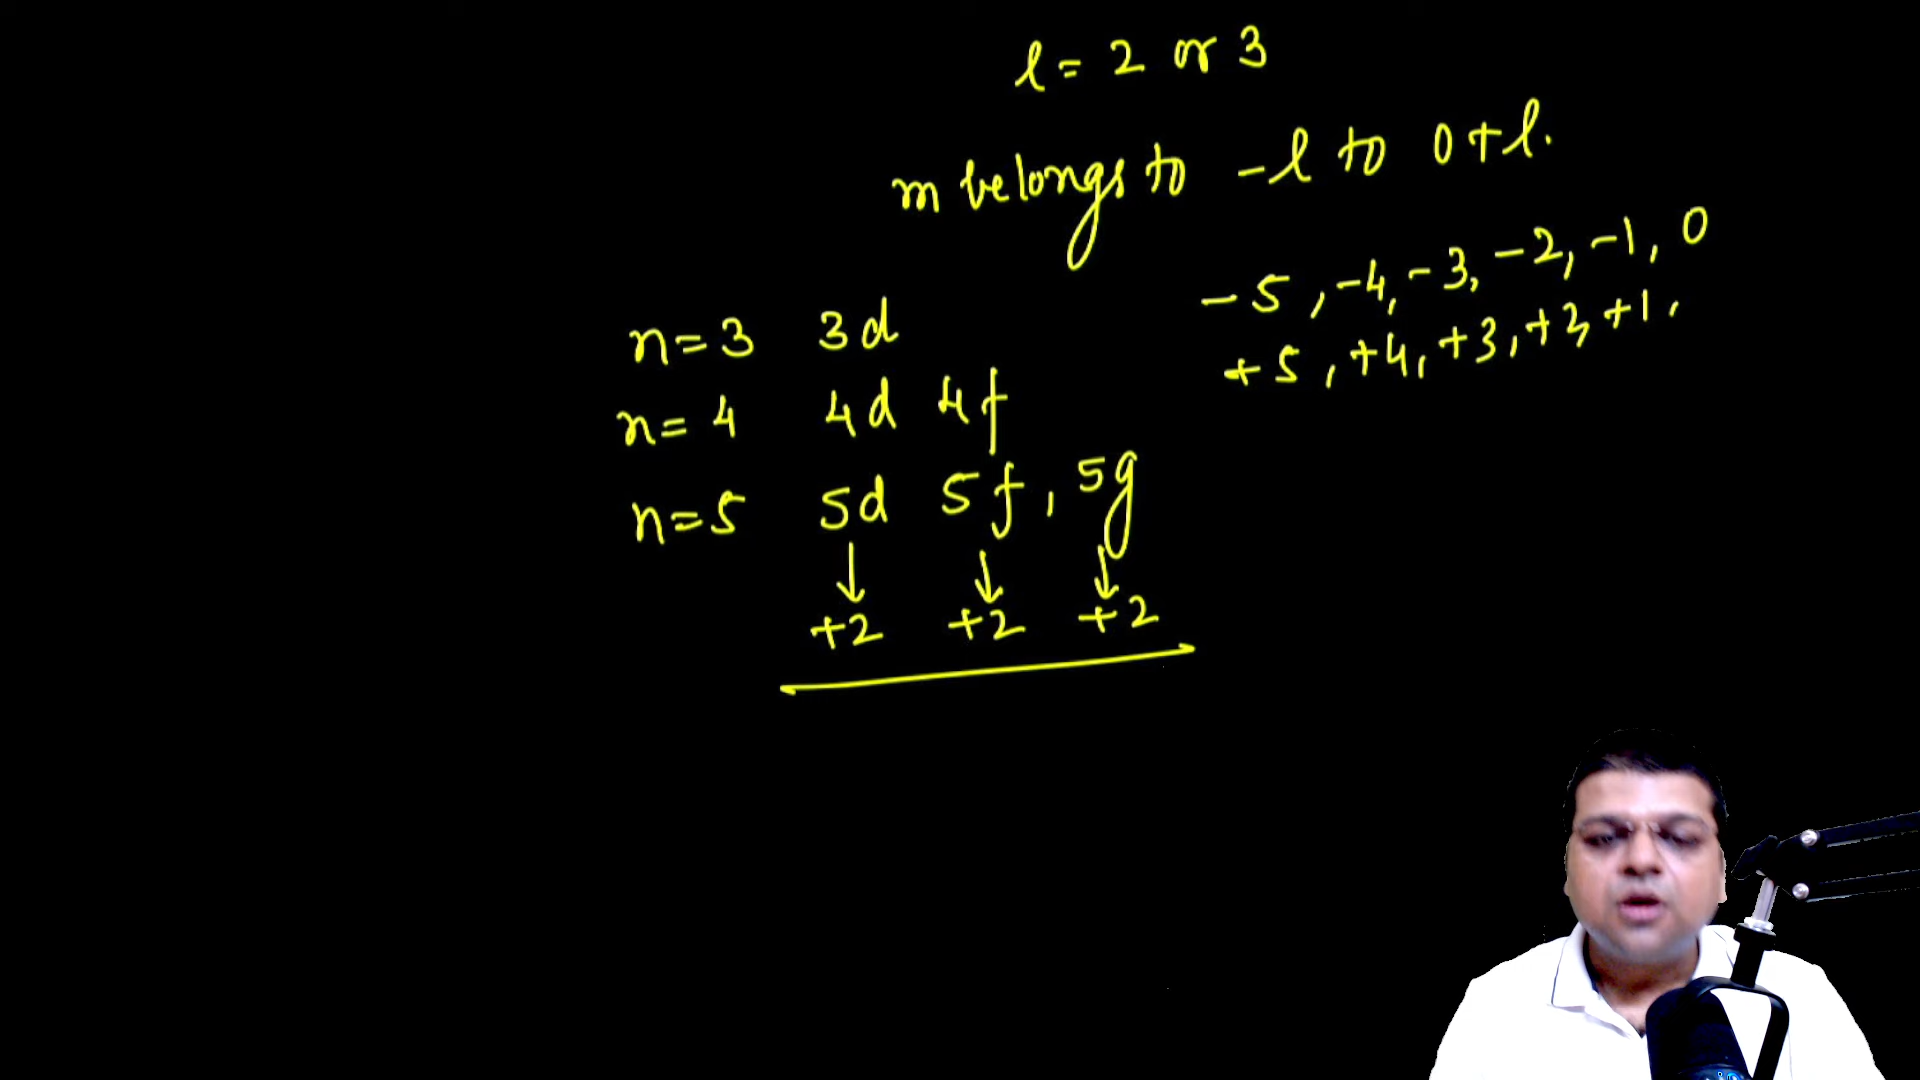 l = 2 or 3
m belongs to -l to 0 + l.
-5, -4, -3, -2, -1, 0
+5, +4, +3, +3, +1,
n = 3 3d
n = 4 4d 4f
n = 5 5d 5f, 5g
↓ ↓ ↓
+2 +2 +2